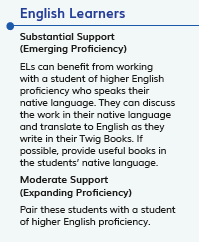 English Learners
Substantial Support
(Emerging Proficiency)
ELs can benefit from working
with a student of higher English
proficiency who speaks their
native language. They can discuss
the work in their native language
and translate to English as they
write in their Twig Books. If
possible, provide useful books in
the students' native language.
Moderate Support
(Expanding Proficiency)
Pair these students with a student
of higher English proficiency.